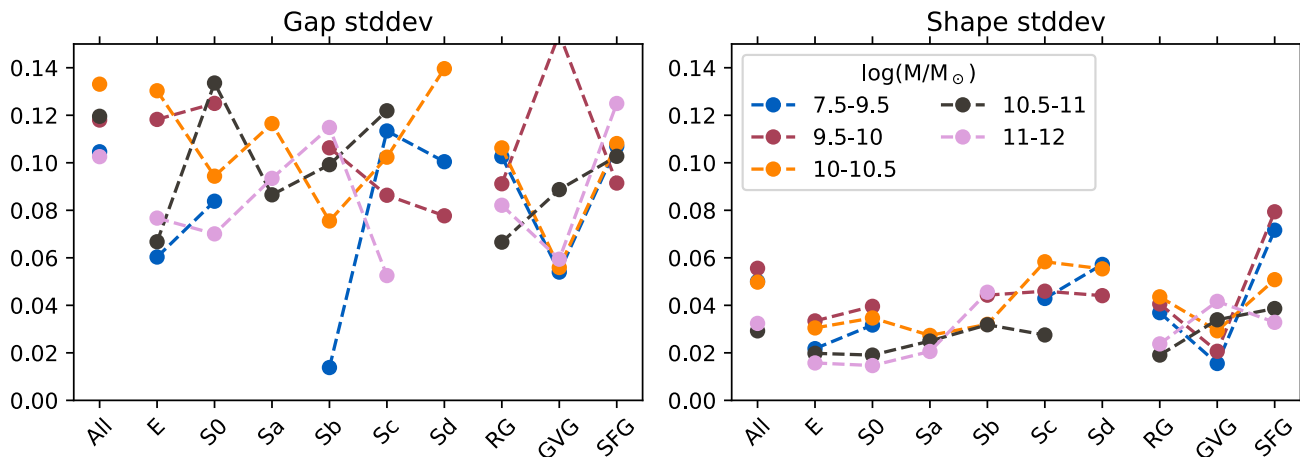 Gap stddev
0.14
0.12
0.10
0.08
0.06
0.04
0.02
0.00
All
E
S0
Sa
Sb
Sc
Sd
RG
GVG
SFG
Shape stddev
log(M/M⊙)
7.5-9.5
9.5-10
10-10.5
10.5-11
11-12
0.14
0.12
0.10
0.08
0.06
0.04
0.02
0.00
All
E
S0
Sa
Sb
Sc
Sd
RG
GVG
SFG